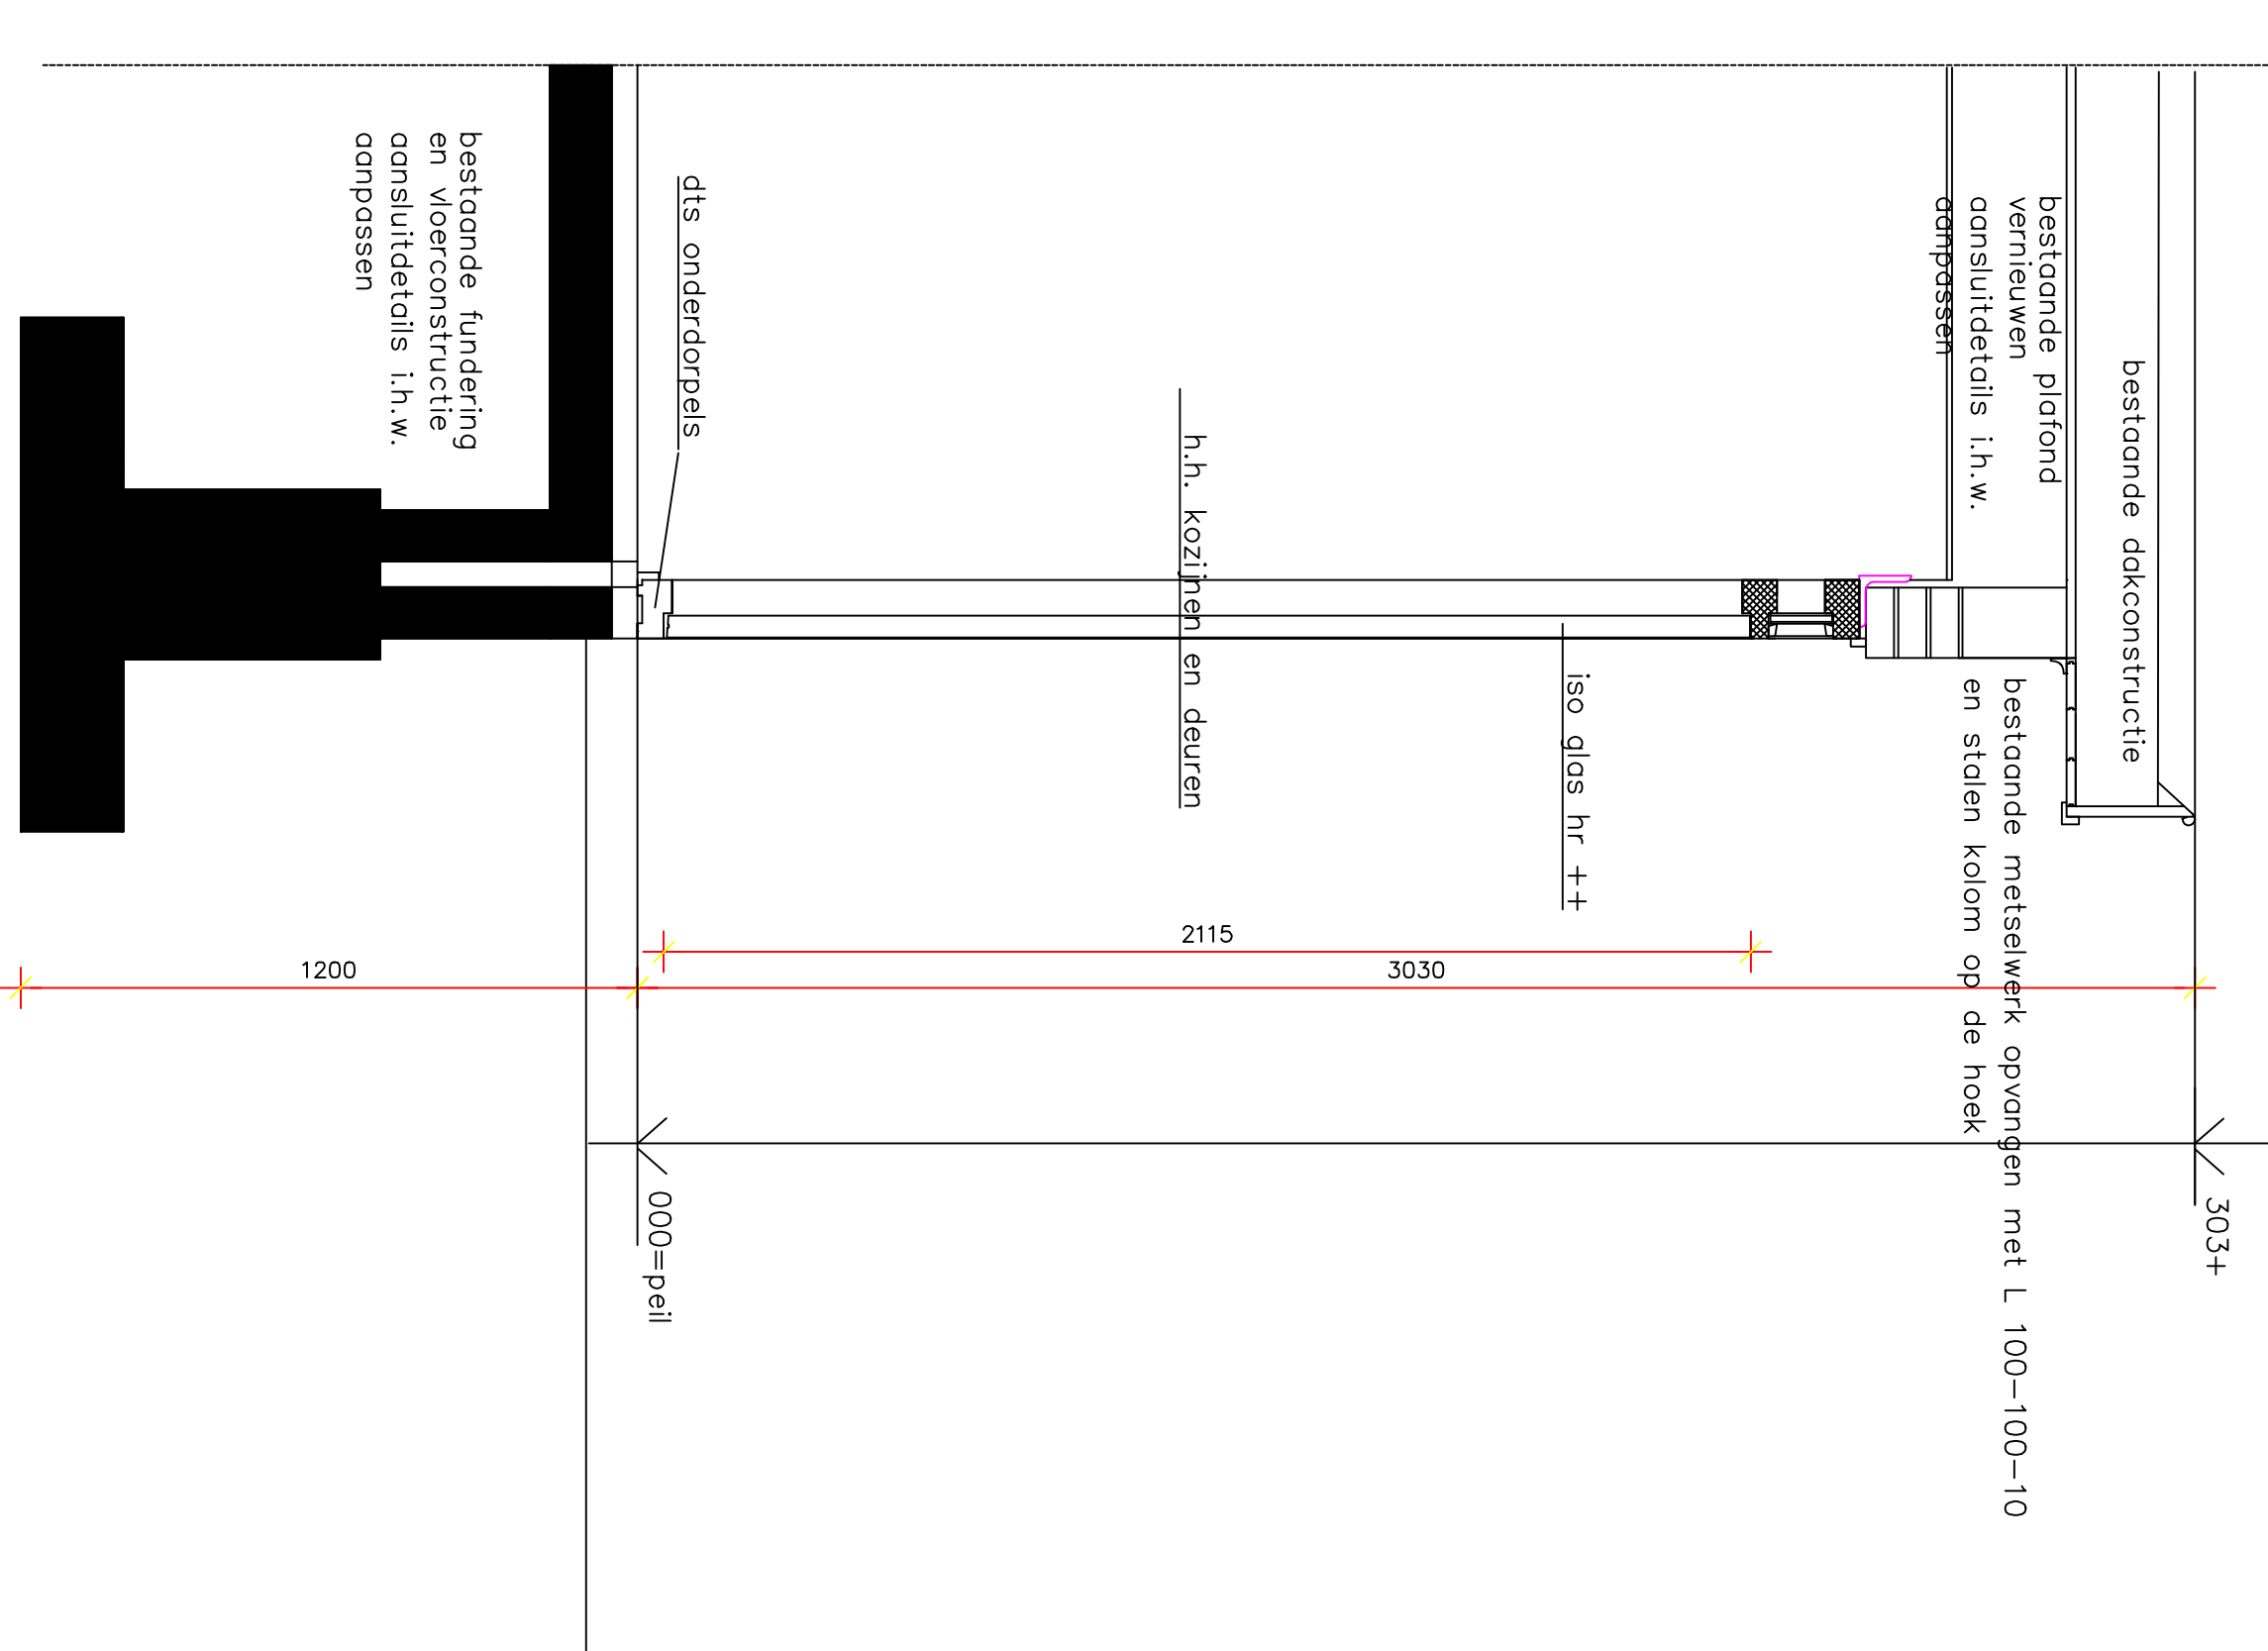 bestaande dakconstructie
bestaande plafond
vernieuwen
aansluitdetails i.h.w.
aanpassen
303+
bestaande metselwerk opvangen met L 100-100-10
en stalen kolom op de hoek
iso glas hr ++
h.h. kozijnen en deuren
2115
3030
dts onderdorpels
000=peil
bestaande fundering
en vloerconstructie
aansluitdetails i.h.w.
aanpassen
1200